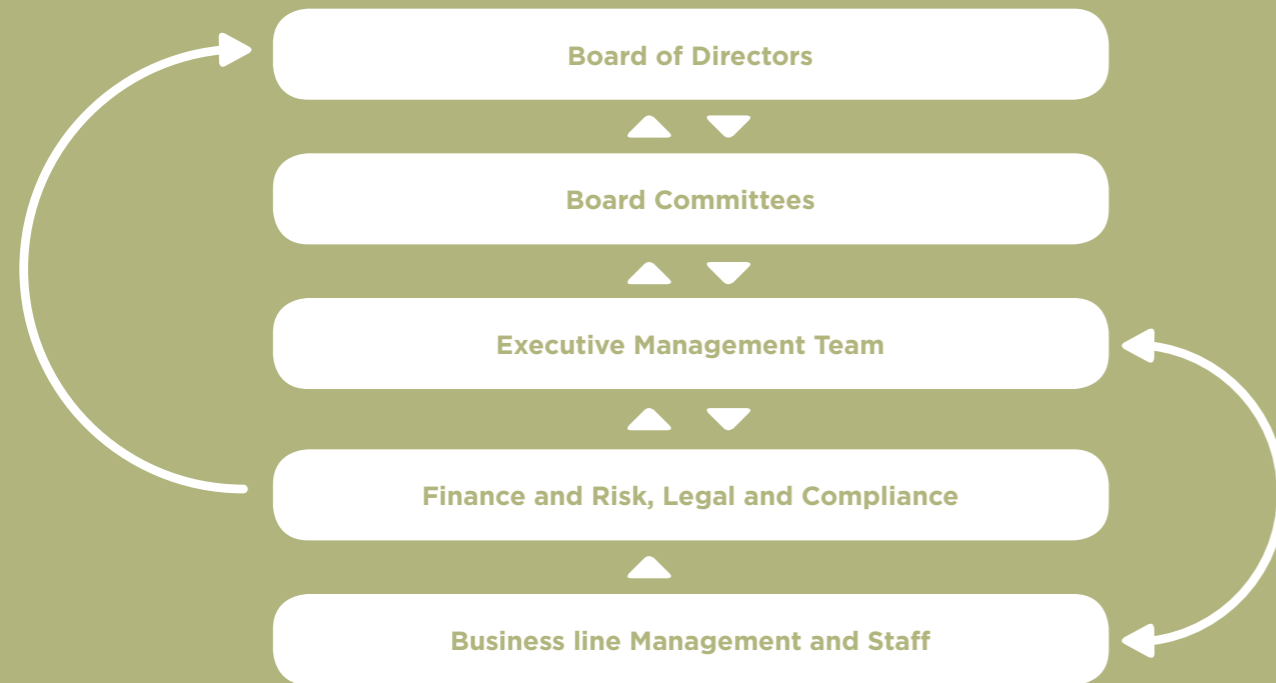 Board of Directors
Board Committees
Executive Management Team
Finance and Risk, Legal and Compliance
Business line Management and Staff